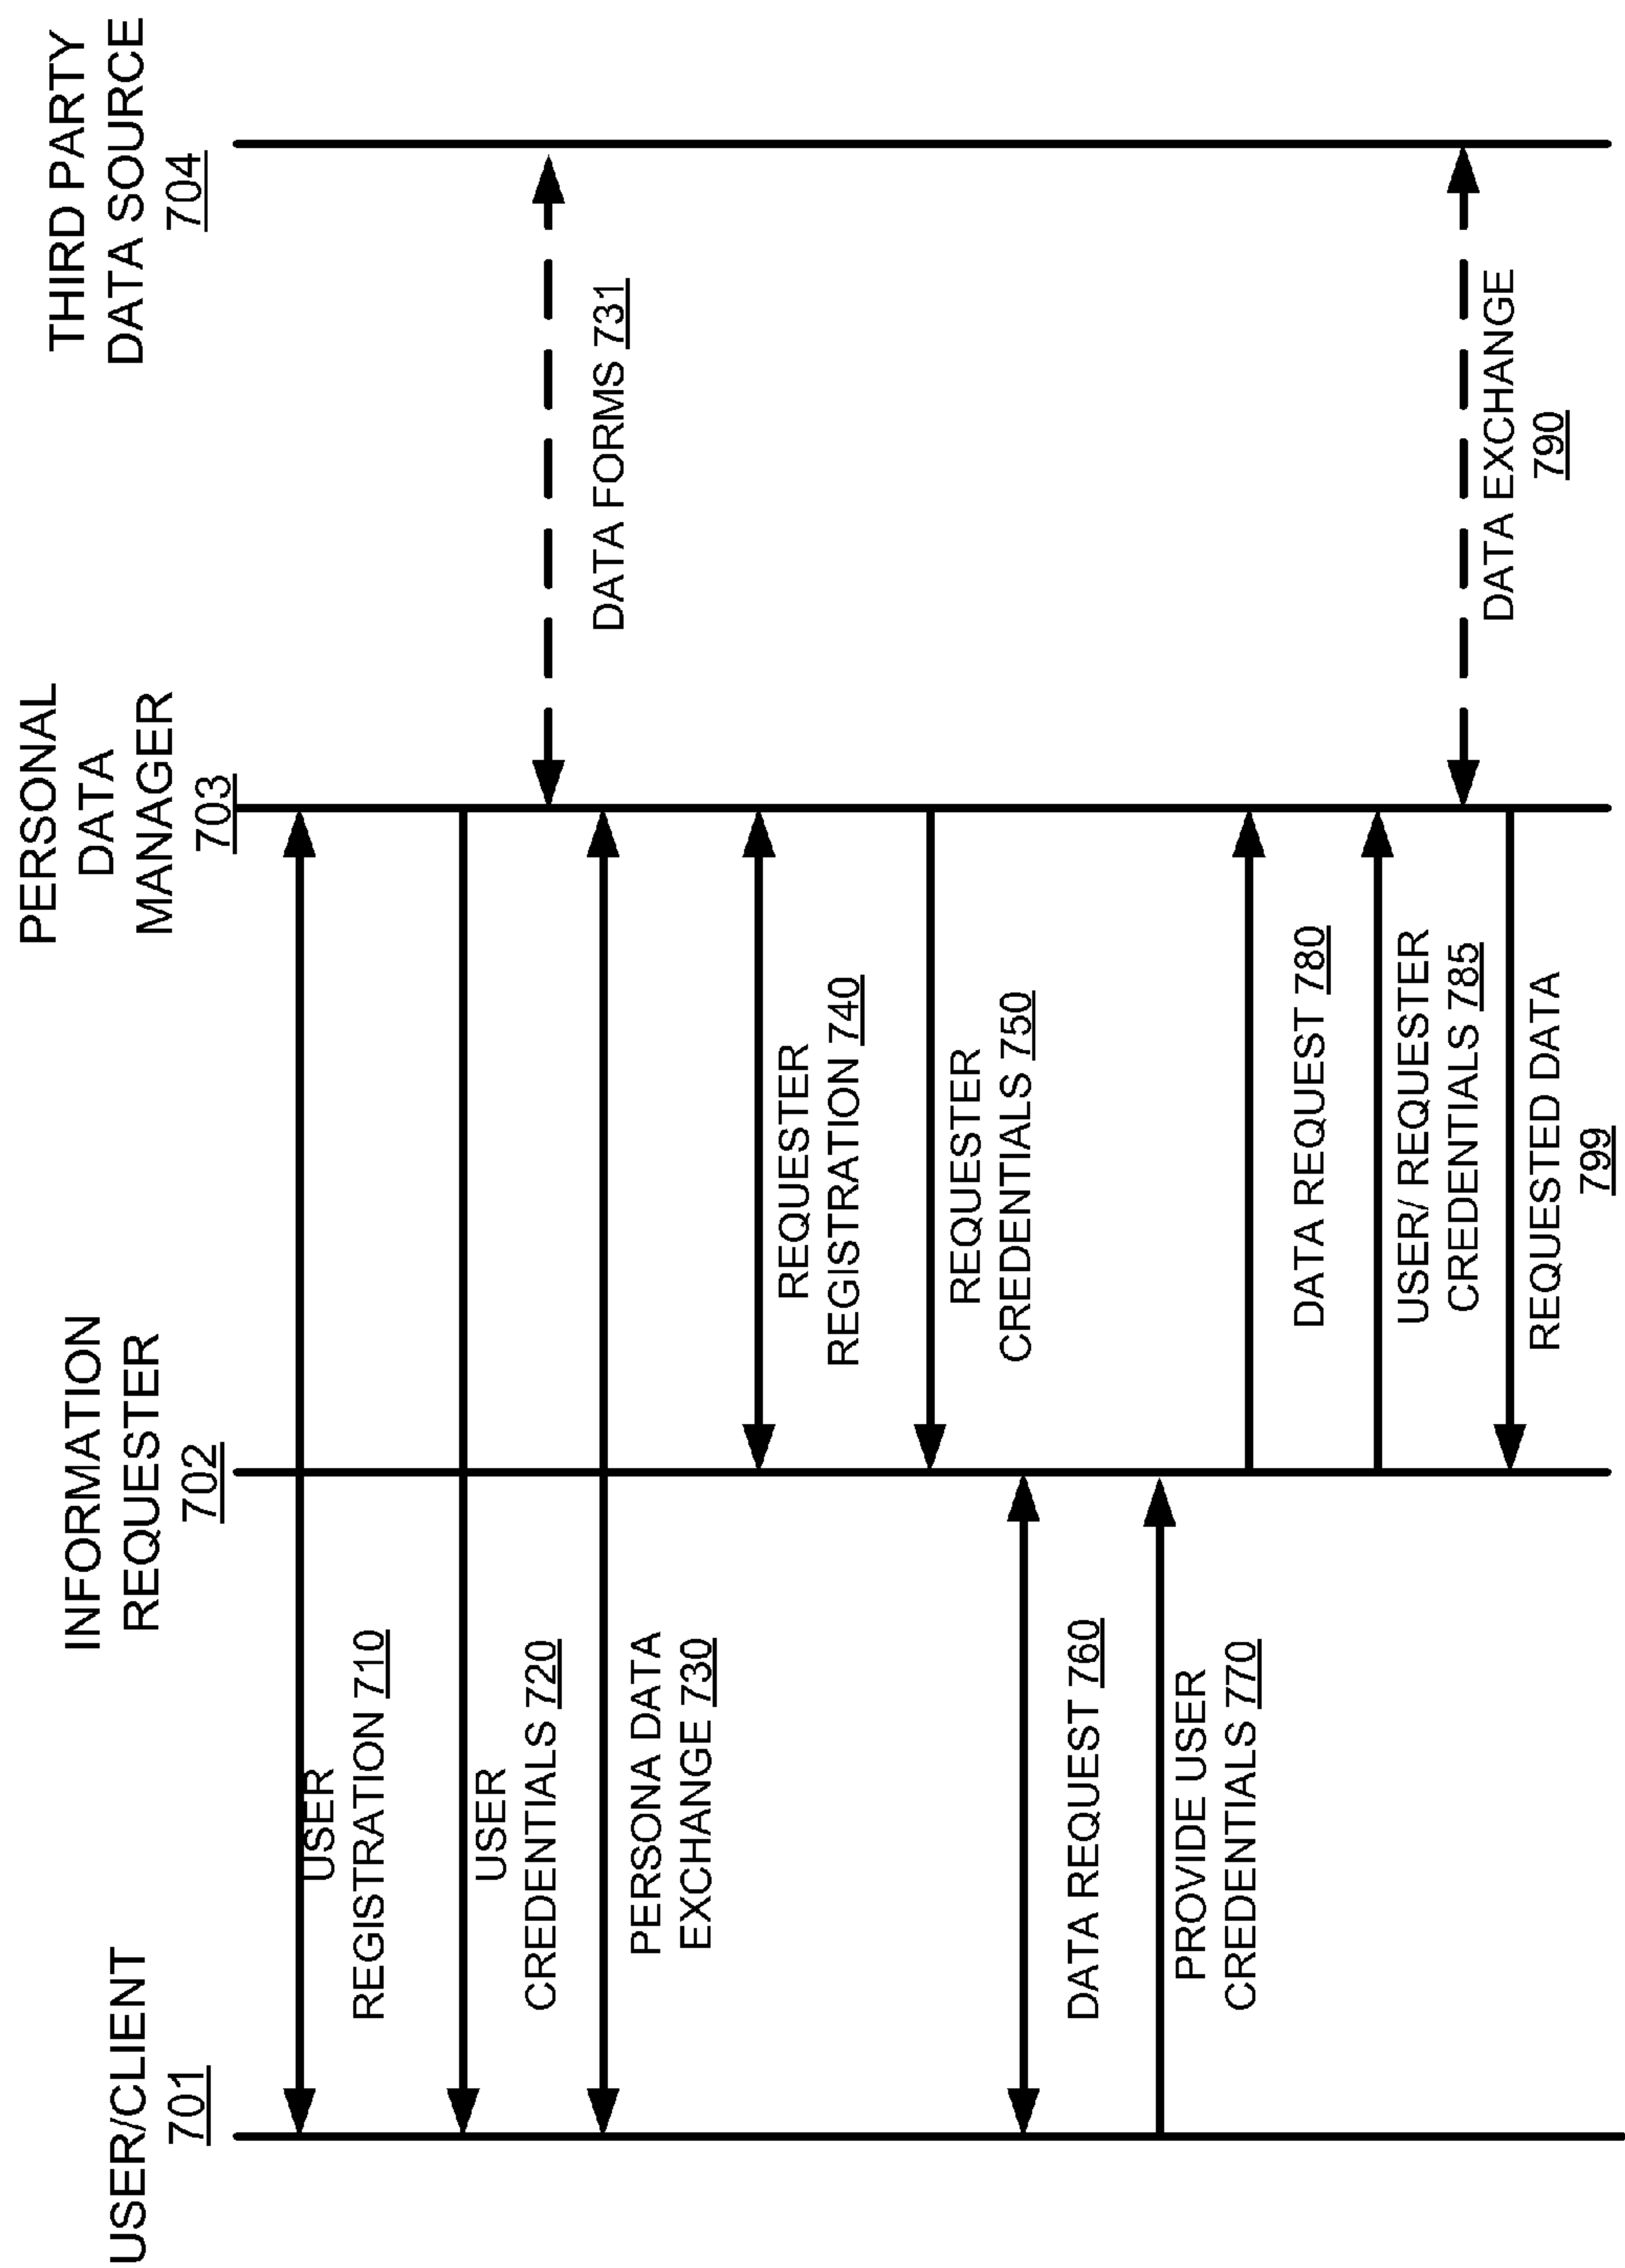 USER/CLIENT
701
INFORMATION
REQUESTER
702
PERSONAL
DATA
MANAGER
703
THIRD PARTY
DATA SOURCE
704
USER
REGISTRATION 710
USER
CREDENTIALS 720
DATA FORMS 731
PERSONA DATA
EXCHANGE 730
REQUESTER
REGISTRATION 740
REQUESTER
CREDENTIALS 750
DATA REQUEST 760
PROVIDE USER
CREDENTIALS 770
DATA REQUEST 780
USER/ REQUESTER
CREDENTIALS 785
DATA EXCHANGE
790
REQUESTED DATA
799